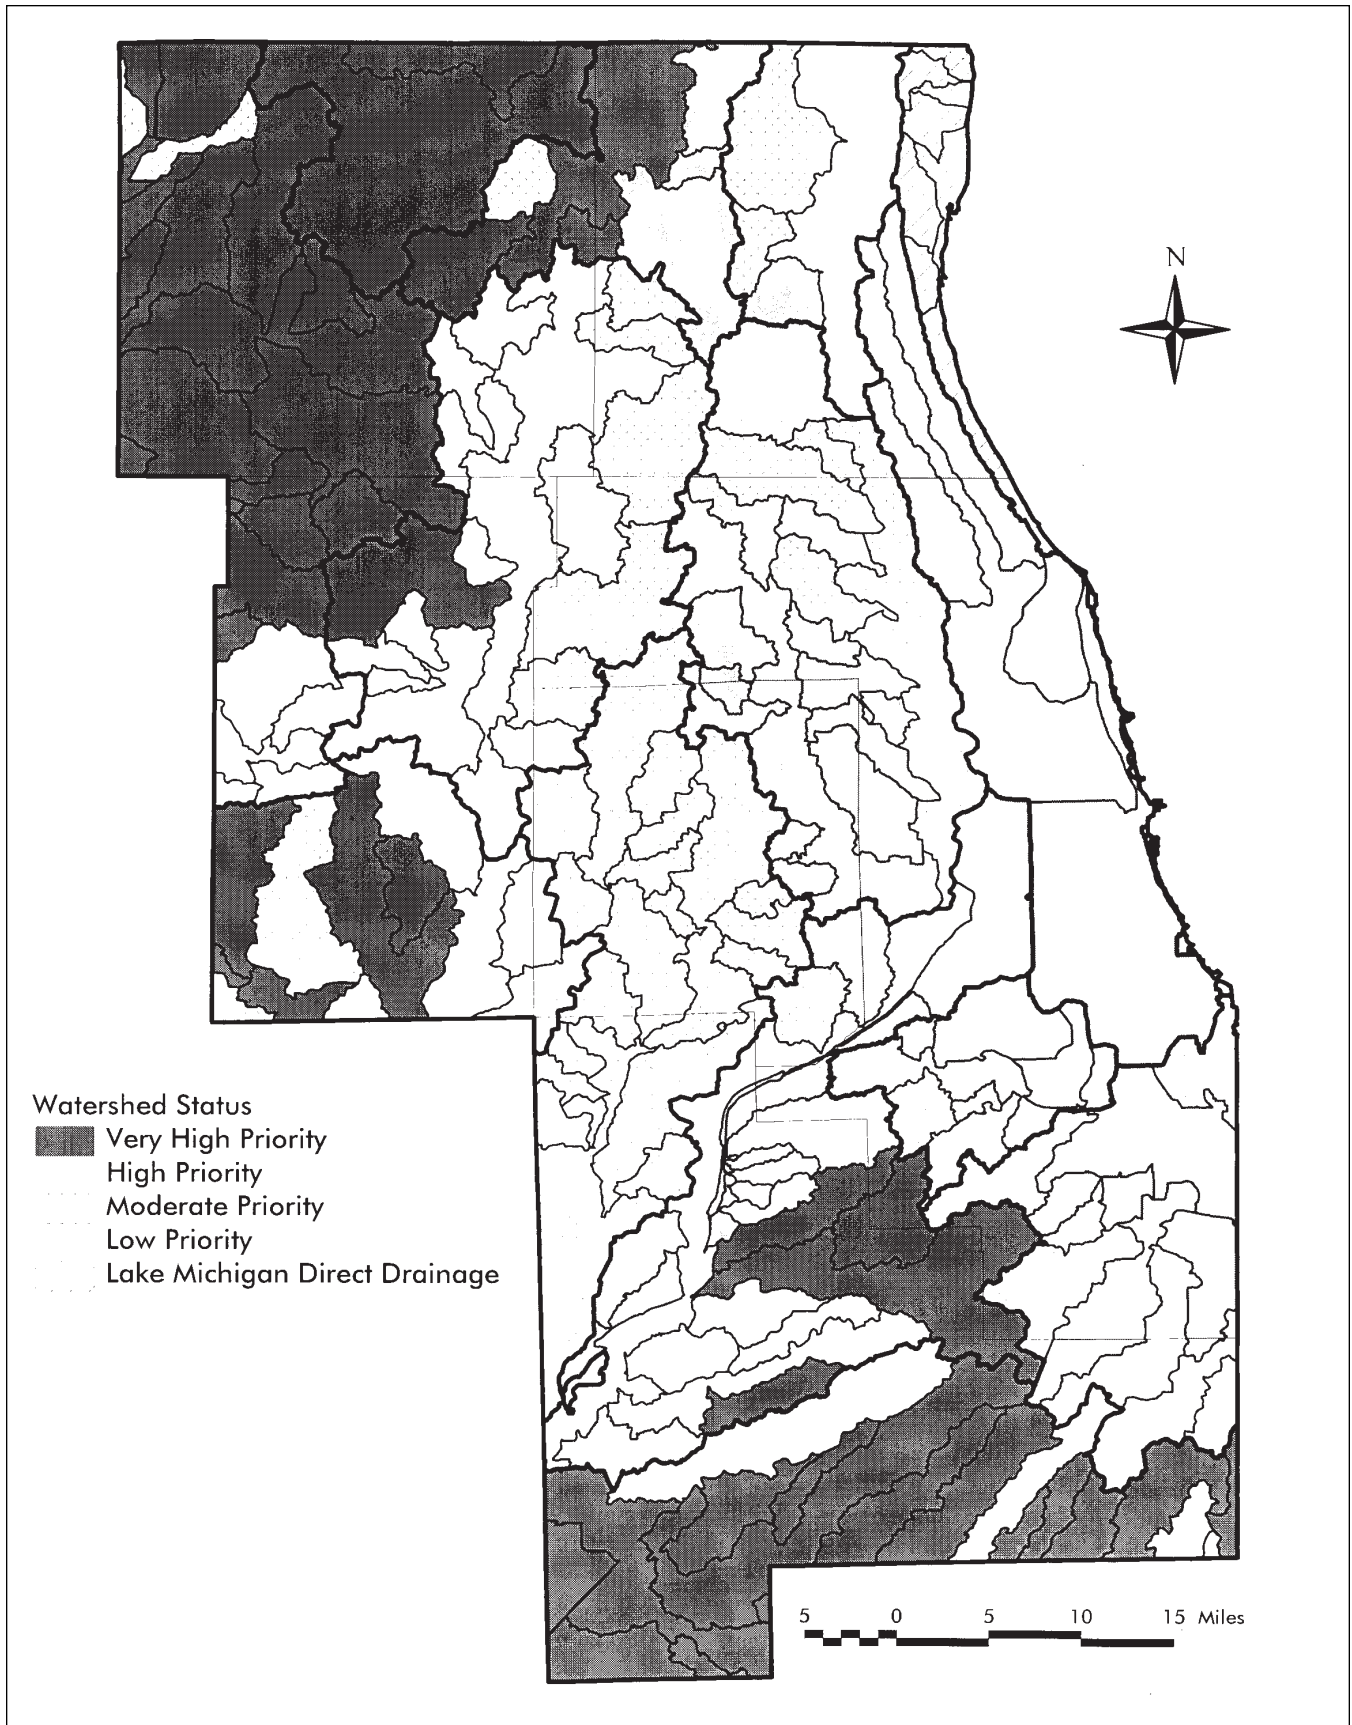 N
Watershed Status
Very High Priority
High Priority
Moderate Priority
Low Priority
Lake Michigan Direct Drainage
5 0 5 10 15 Miles